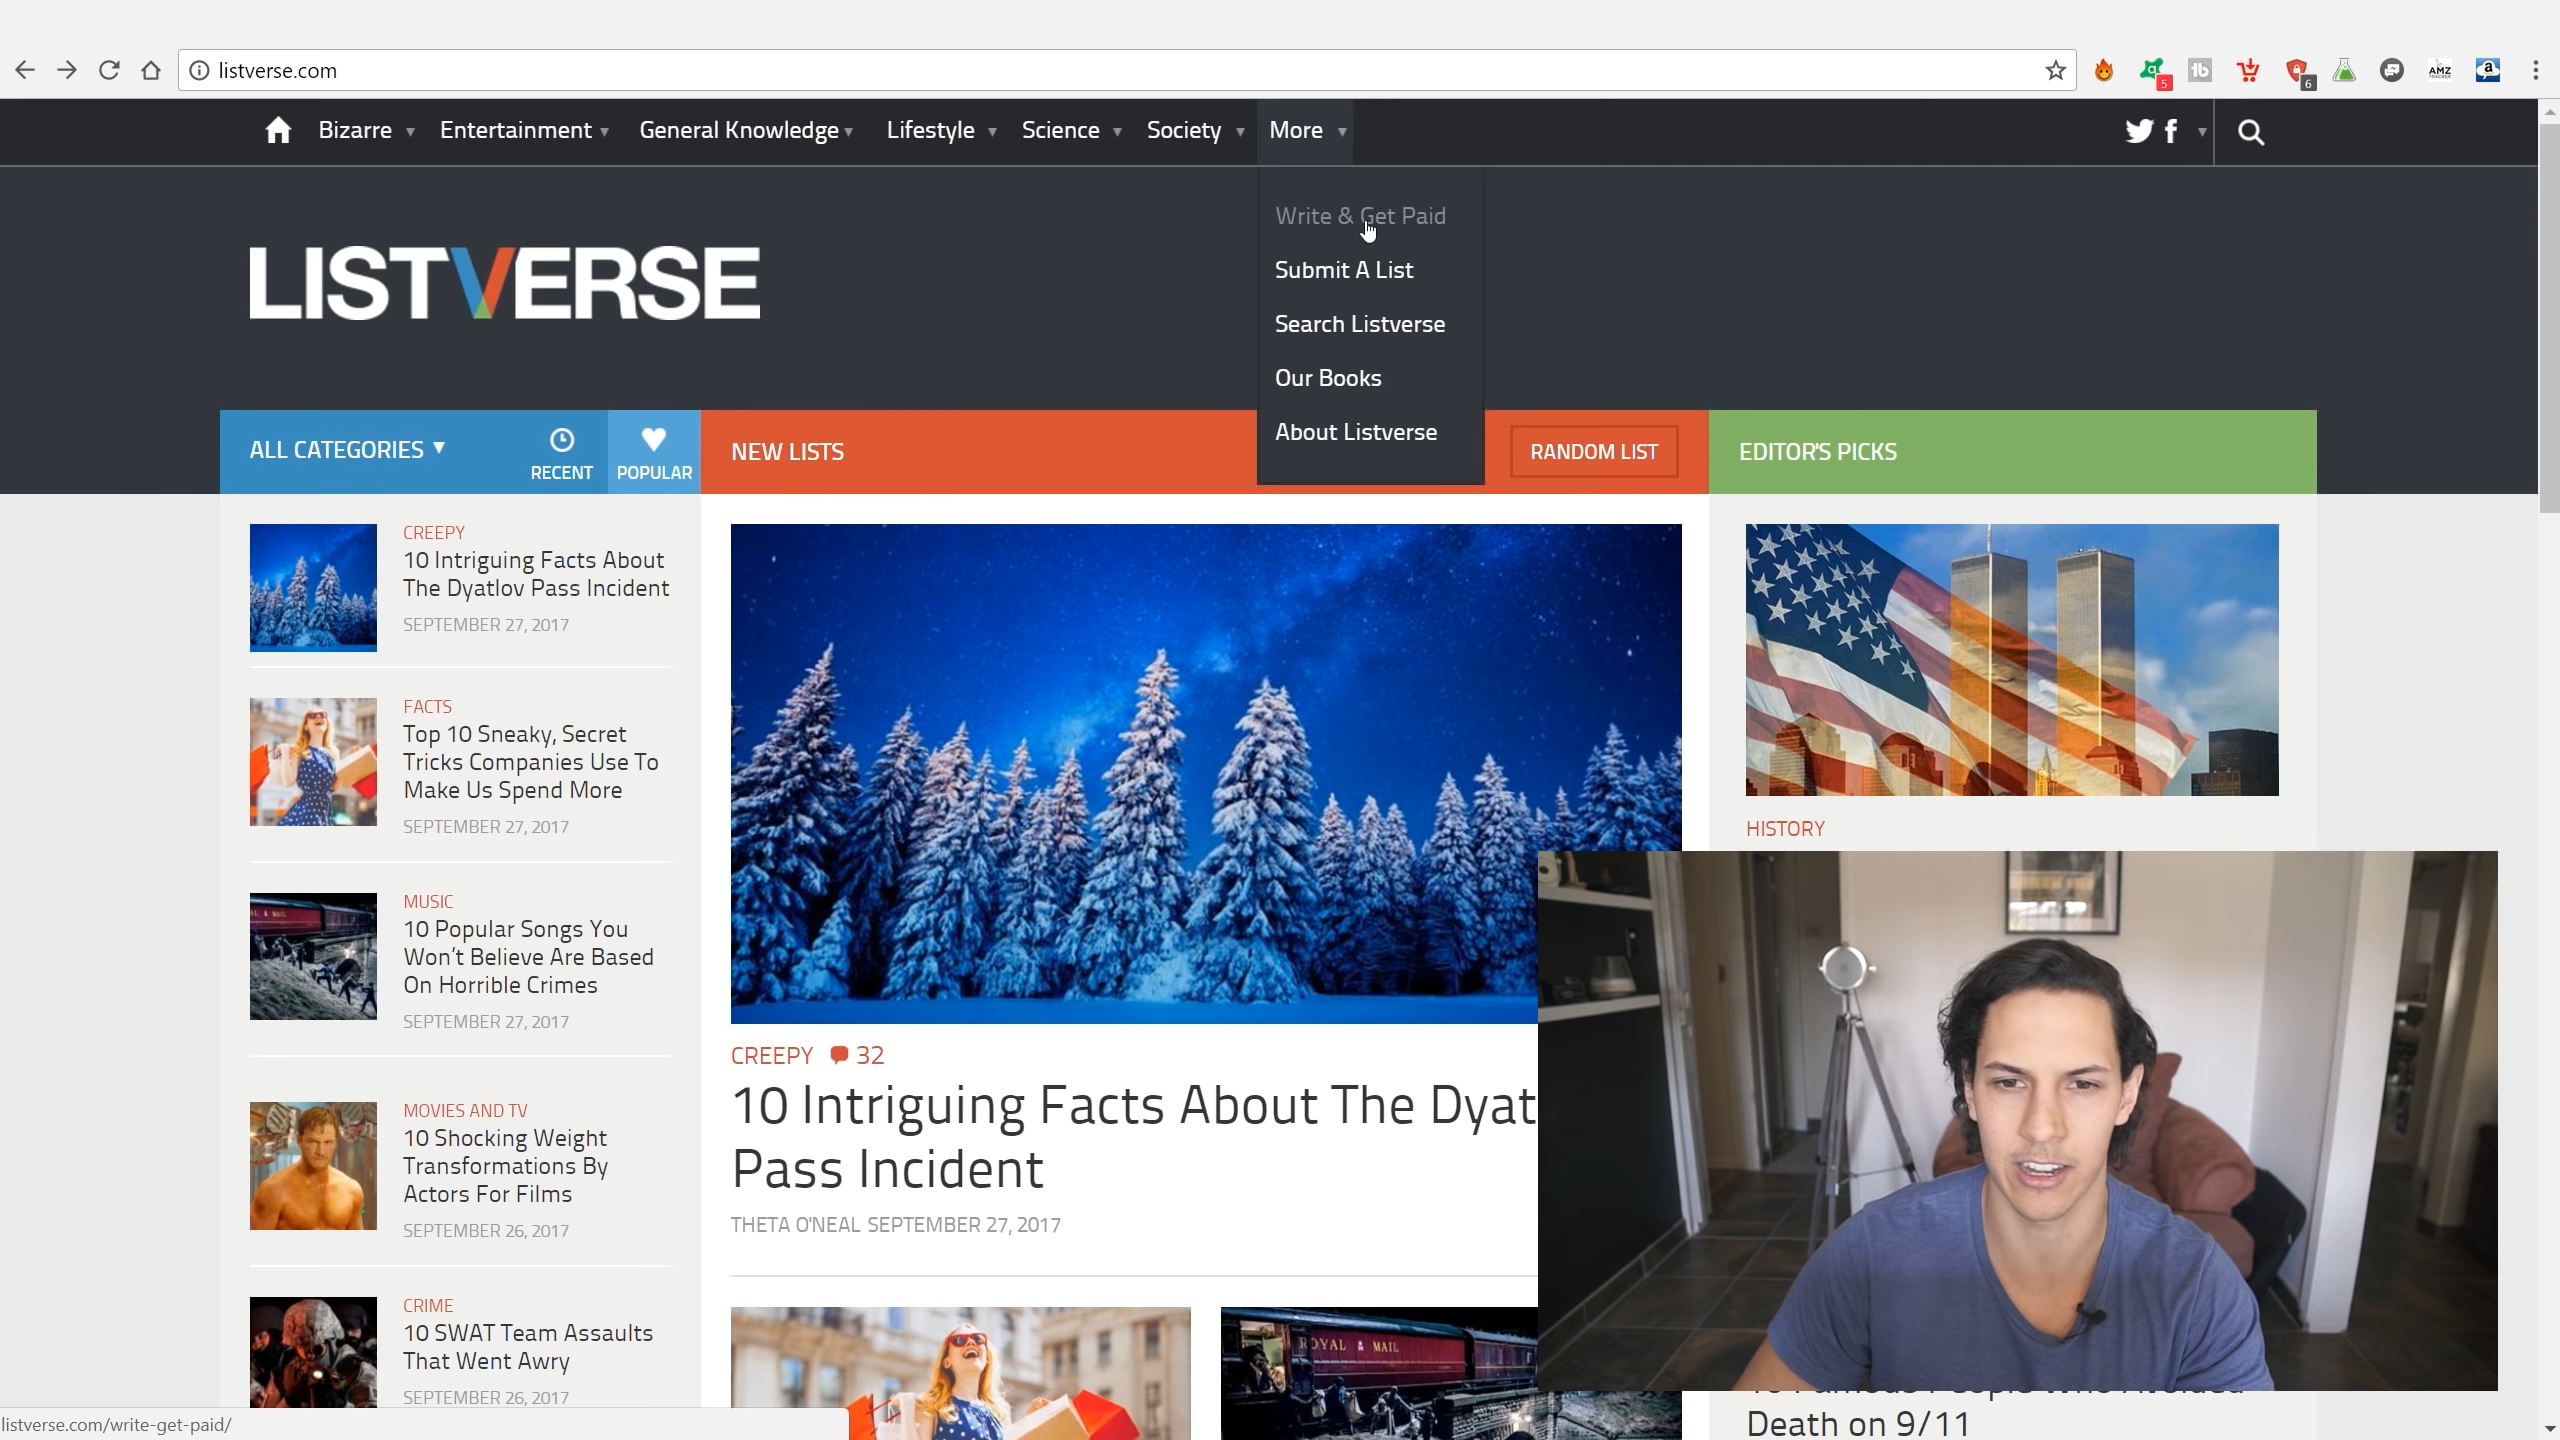 listverse.com
Bizarre
Entertainment
General Knowledge
Lifestyle
Science
Society
More
Write & Get Paid
Submit A List
Search Listverse
Our Books
About Listverse
LISTVERSE
ALL CATEGORIES
RECENT
POPULAR
NEW LISTS
RANDOM LIST
EDITOR'S PICKS
CREEPY
10 Intriguing Facts About
The Dyatlov Pass Incident
SEPTEMBER 27, 2017
FACTS
Top 10 Sneaky, Secret
Tricks Companies Use To
Make Us Spend More
SEPTEMBER 27, 2017
MUSIC
10 Popular Songs You
Won't Believe Are Based
On Horrible Crimes
SEPTEMBER 27, 2017
MOVIES AND TV
10 Shocking Weight
Transformations By
Actors For Films
SEPTEMBER 26, 2017
CRIME
10 SWAT Team Assaults
That Went Awry
SEPTEMBER 26, 2017
CREEPY 32
10 Intriguing Facts About The Dyat
Pass Incident
THETA O'NEAL SEPTEMBER 27, 2017
ROYAL & MAIL
HISTORY
Death on 9/11
listverse.com/write-get-paid/
5
6
AMZ